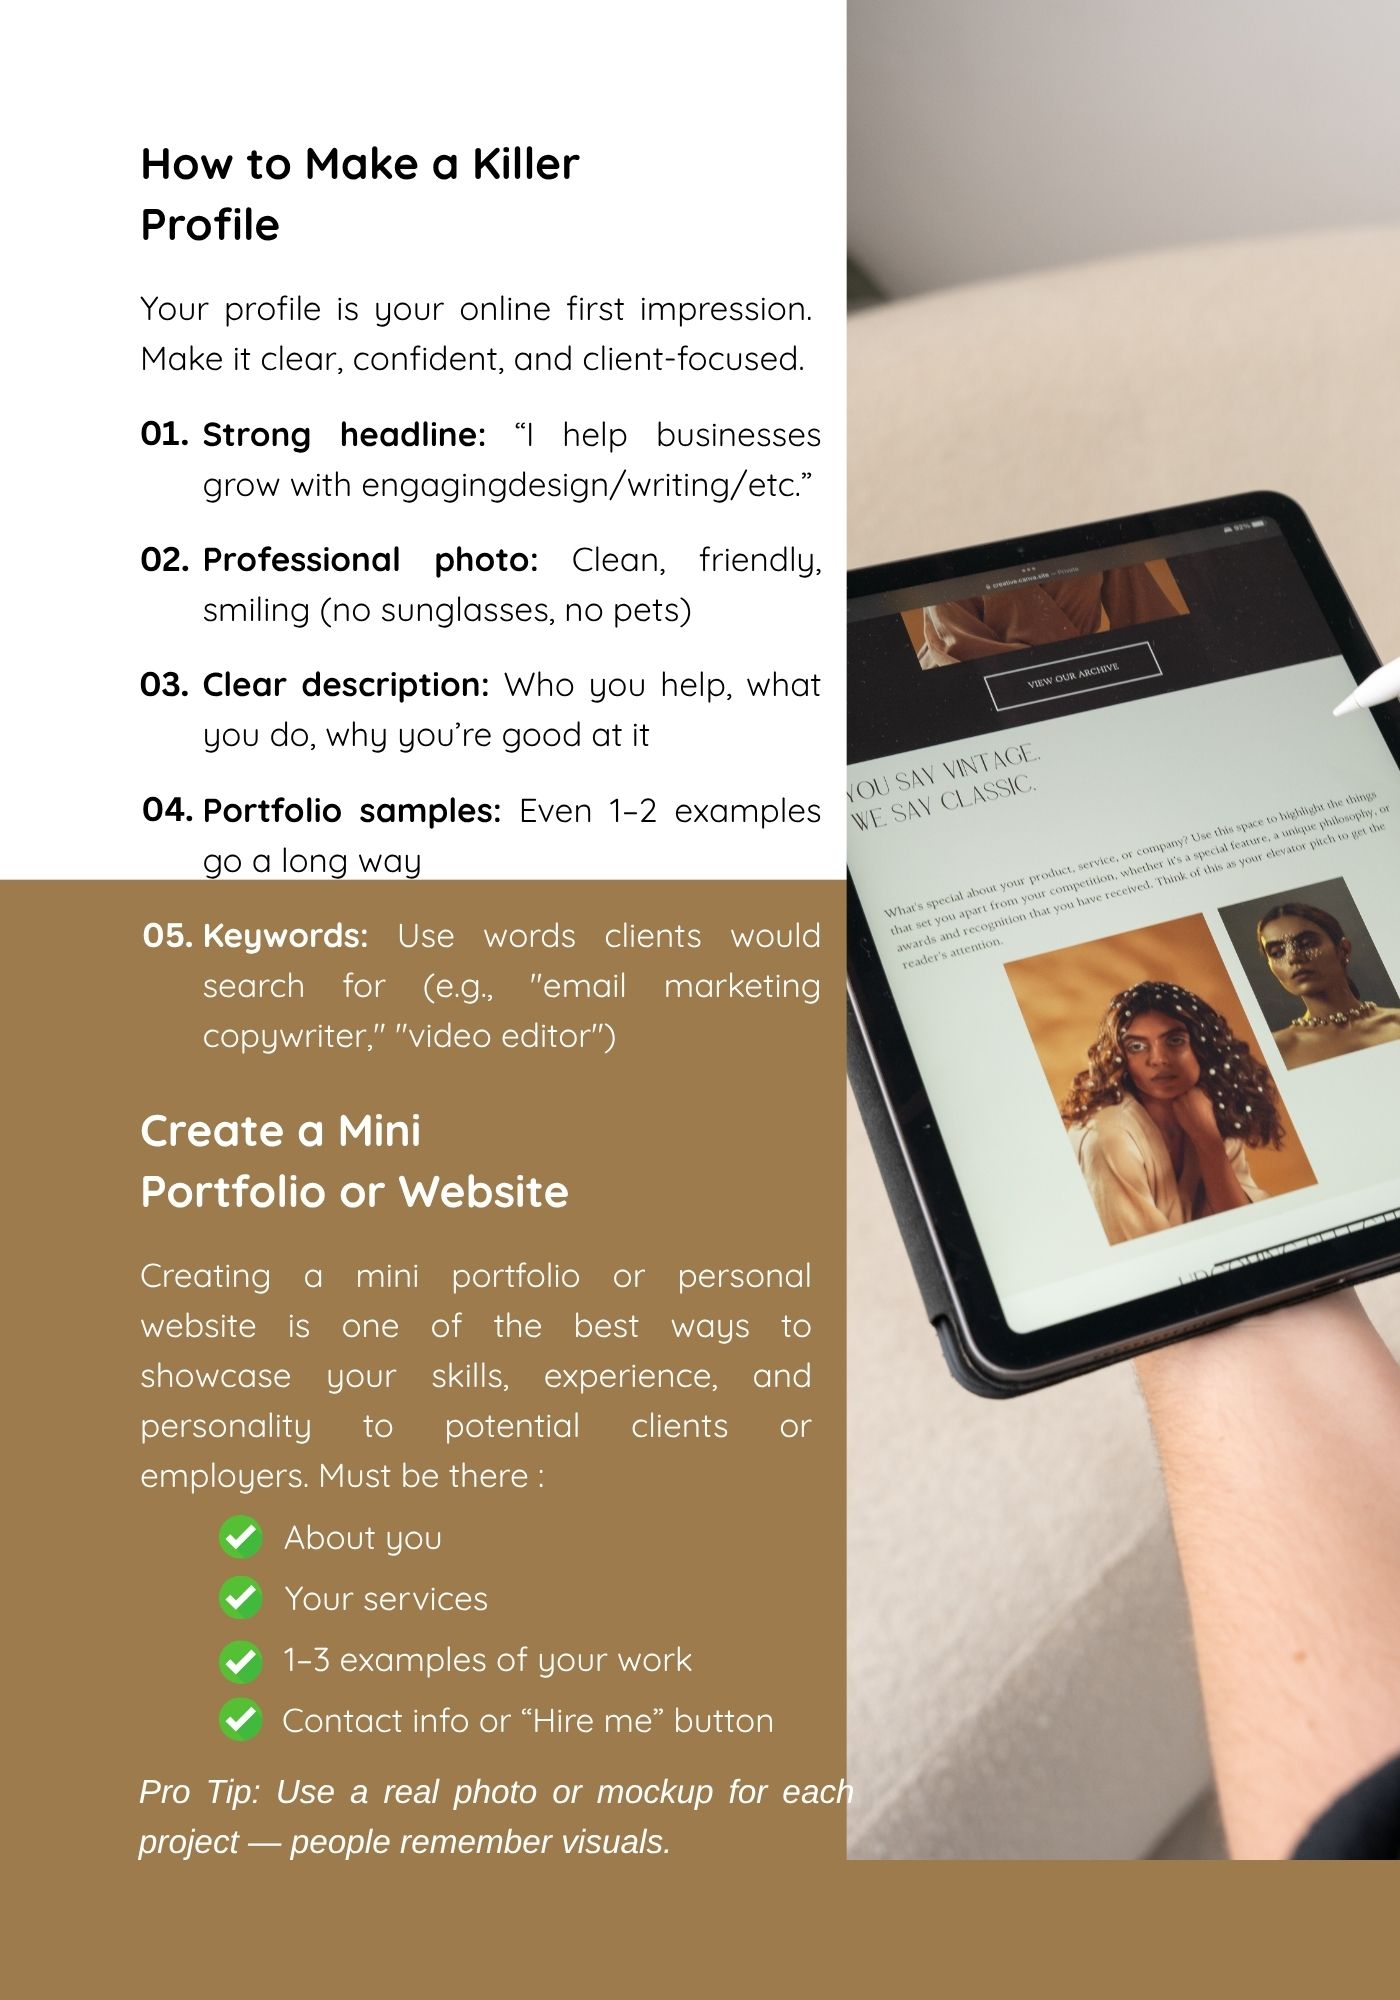 How to Make a Killer
Profile
Your profile is your online first impression.
Make it clear, confident, and client-focused.
01. Strong headline: “I help businesses
grow with engagingdesign/writing/etc.”
02. Professional photo: Clean, friendly,
smiling (no sunglasses, no pets)
03. Clear description: Who you help, what
you do, why you’re good at it
04. Portfolio samples: Even 1–2 examples
go a long way
05. Keywords: Use words clients would
search for (e.g., "email marketing
copywriter," "video editor")
Create a Mini
Portfolio or Website
Creating a mini portfolio or personal
website is one of the best ways to
showcase your skills, experience, and
personality to potential clients or
employers. Must be there :
About you
Your services
1–3 examples of your work
Contact info or “Hire me” button
Pro Tip: Use a real photo or mockup for each
project — people remember visuals.
92%
creative.canva.site — Private
VIEW OUR ARCHIVE
YOU SAY VINTAGE.
WE SAY CLASSIC.
What's special about your product, service, or company? Use this space to highlight the things
that set you apart from your competition, whether it's a special feature, a unique philosophy, or
awards and recognition that you have received. Think of this as your elevator pitch to get the
reader's attention.